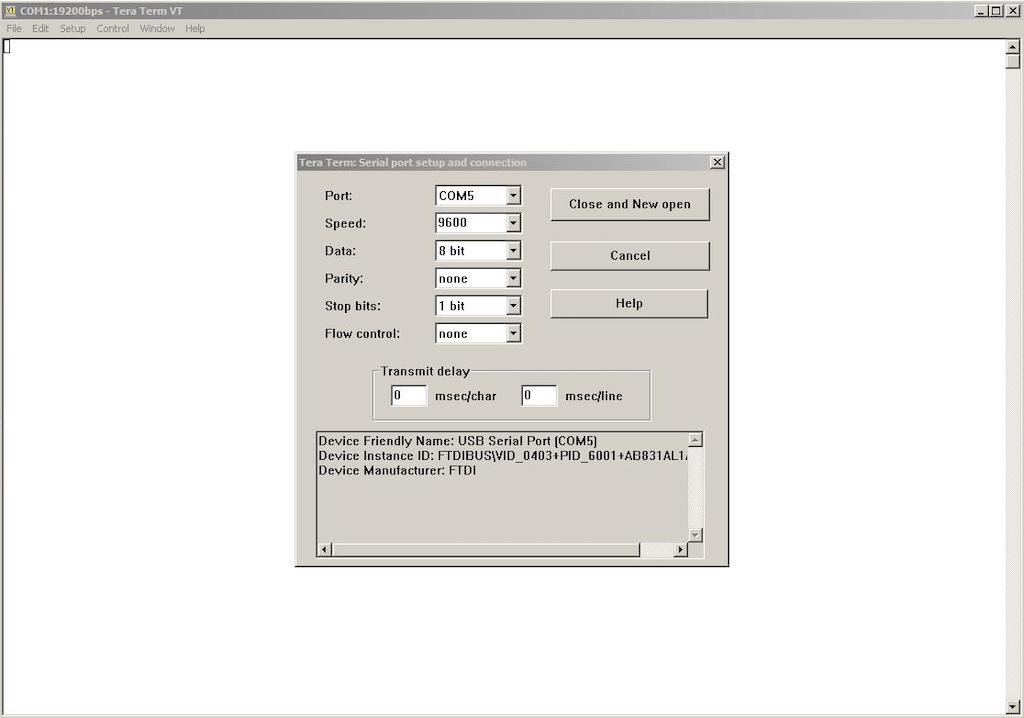 COM1:19200bps - Tera Term VT
File Edit Setup Control Window Help
Tera Term: Serial port setup and connection
Port: COM5 Close and New open
Speed: 9600
Data: 8 bit Cancel
Parity: none
Stop bits: 1 bit Help
Flow control: none
Transmit delay
0 msec/char 0 msec/line
Device Friendly Name: USB Serial Port (COM5)
Device Instance ID: FTDIBUS\VID_0403+PID_6001+AB831AL1
Device Manufacturer: FTDI